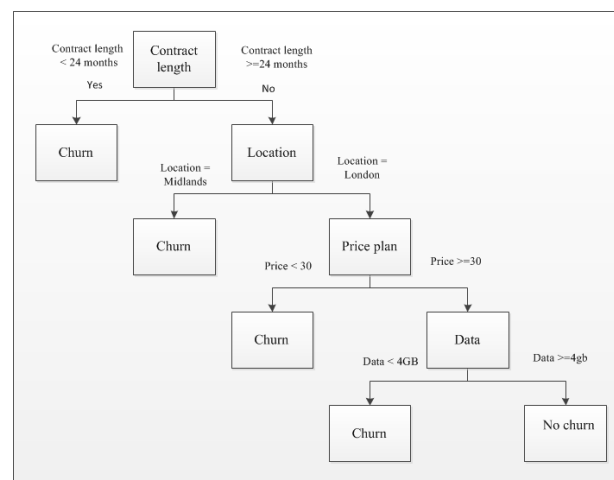 Contract length
< 24 months
Yes
Contract
length
Contract length
>=24 months
No
Churn
Location
Location =
Midlands
Location =
London
Churn
Price plan
Price < 30
Price >=30
Churn
Data
Data < 4GB
Data >=4gb
Churn
No churn